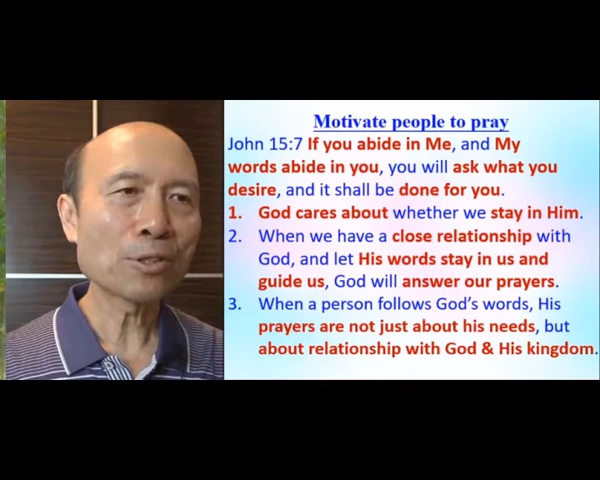 Motivate people to pray
John 15:7 If you abide in Me, and My
words abide in you, you will ask what you
desire, and it shall be done for you.
1. God cares about whether we stay in Him.
2. When we have a close relationship with
God, and let His words stay in us and
guide us, God will answer our prayers.
3. When a person follows God's words, His
prayers are not just about his needs, but
about relationship with God & His kingdom.